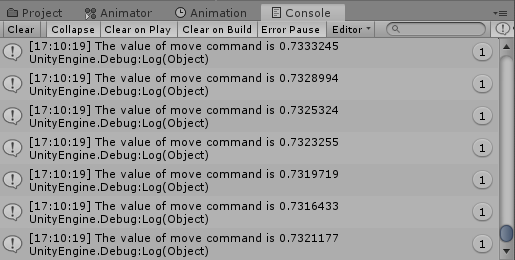 Project Animator Animation Console
Clear Collapse Clear on Play Clear on Build Error Pause Editor
[17:10:19] The value of move command is 0.7333245
UnityEngine.Debug:Log(Object)
1
[17:10:19] The value of move command is 0.7328994
UnityEngine.Debug:Log(Object)
1
[17:10:19] The value of move command is 0.7325324
UnityEngine.Debug:Log(Object)
1
[17:10:19] The value of move command is 0.7323255
UnityEngine.Debug:Log(Object)
1
[17:10:19] The value of move command is 0.7319719
UnityEngine.Debug:Log(Object)
1
[17:10:19] The value of move command is 0.7316433
UnityEngine.Debug:Log(Object)
1
[17:10:19] The value of move command is 0.7321177
UnityEngine.Debug:Log(Object)
1